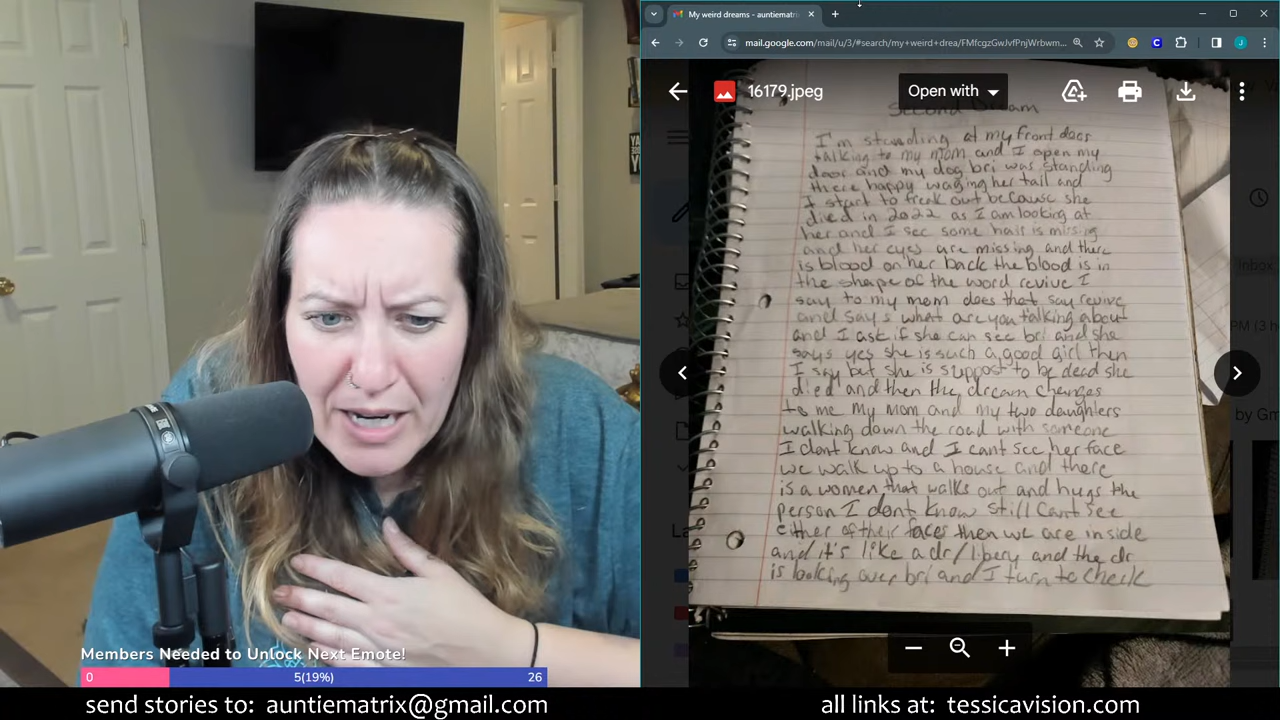 My weird dreams - auntiematri
mail.google.com/mail/u/3/#search/my+weird+drea/FMfcgzGwJvfPnjWrbwm...
16179.jpeg
Open with
Second Dream
I'm standing at my front door
talking to my mom and I open my
door and my dog bri was standing
there happy waging her tail and
I start to freak out because she
died in 2022 as I am looking at
her and I see some hair is missing
and her eyes are missing and there
is blood on her back the blood is in
the shape of the word revive I
say to my mom does that say revive
and says what are you talking about
and I ask if she can see bri and she
says yes she is such a good girl then
I say but she is suppost to be dead she
died and then the dream changes
to me my mom and my two daughters
walking down the road with someone
I dont know and I cant see her face
we walk up to a house and there
is a women that walks out and hugs the
person I dont know still cant see
either of their faces then we are inside
and it's like a dr/libery and the dr
is looking over bri and I turn to check
Members Needed to Unlock Next Emote!
0 5(19%) 26
send stories to: auntiematrix@gmail.com
all links at: tessicavision.com